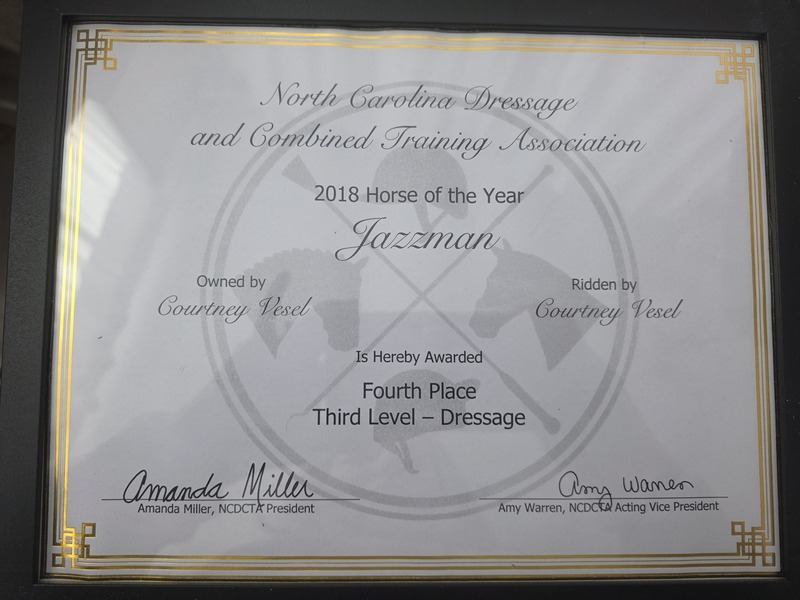 North Carolina Dressage
and Combined Training Association
2018 Horse of the Year
Jazzman
Owned by
Courtney Vesel
Ridden by
Courtney Vesel
Is Hereby Awarded
Fourth Place
Third Level – Dressage
Amanda Miller
Amanda Miller, NCDCTA President
Amy Warren
Amy Warren, NCDCTA Acting Vice President